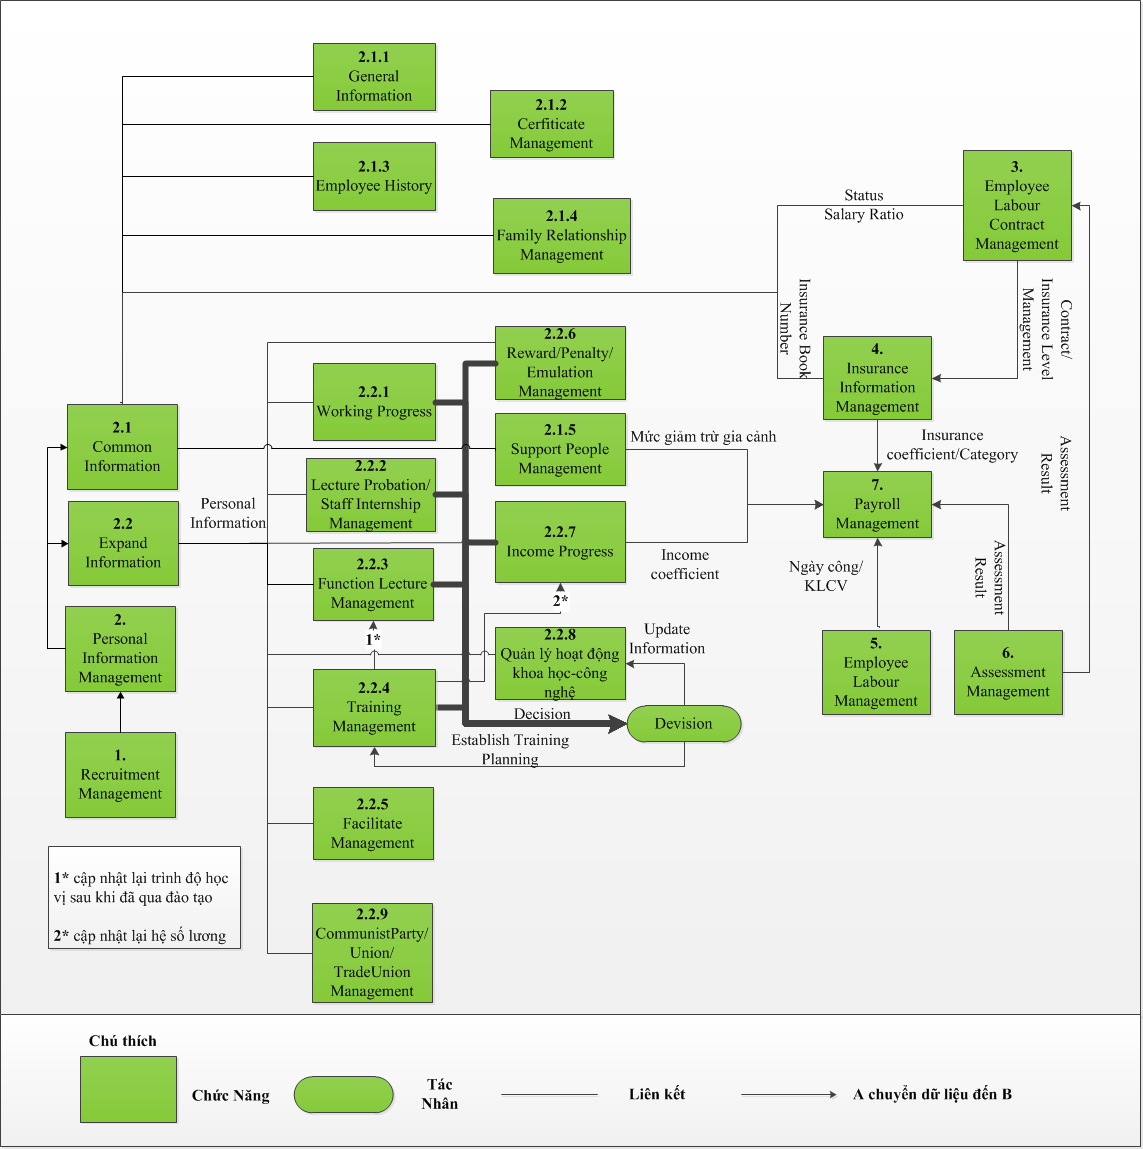 2.1.1
General
Information
2.1.2
Cerfiticate
Management
2.1.3
Employee History
2.1.4
Family Relationship
Management
3.
Employee
Labour
Contract
Management
Status
Salary Ratio
Insurance Book
Number
Contract/
Insurance Level
Management
2.2.6
Reward/Penalty/
Emulation
Management
4.
Insurance
Information
Management
2.2.1
Working Progress
2.1
Common
Information
2.1.5
Support People
Management
Mức giảm trừ gia cảnh
Insurance
coefficient/Category
Assessment
Result
2.2.2
Lecture Probation/
Staff Internship
Management
7.
Payroll
Management
2.2
Expand
Information
Personal
Information
2.2.7
Income Progress
Income
coefficient
2.2.3
Function Lecture
Management
Ngày công/
KLCV
Assessment
Result
2*
1*
2.
Personal
Information
Management
2.2.8
Quản lý hoạt động
khoa học-công
nghệ
Update
Information
5.
Employee
Labour
Management
6.
Assessment
Management
2.2.4
Training
Management
Decision
Devision
Establish Training
Planning
1.
Recruitment
Management
2.2.5
Facilitate
Management
1* cập nhật lại trình độ học
vị sau khi đã qua đào tạo
2* cập nhật lại hệ số lương
2.2.9
CommunistParty/
Union/
TradeUnion
Management
Chú thích
Chức Năng
Tác
Nhân
Liên kết
A chuyển dữ liệu đến B